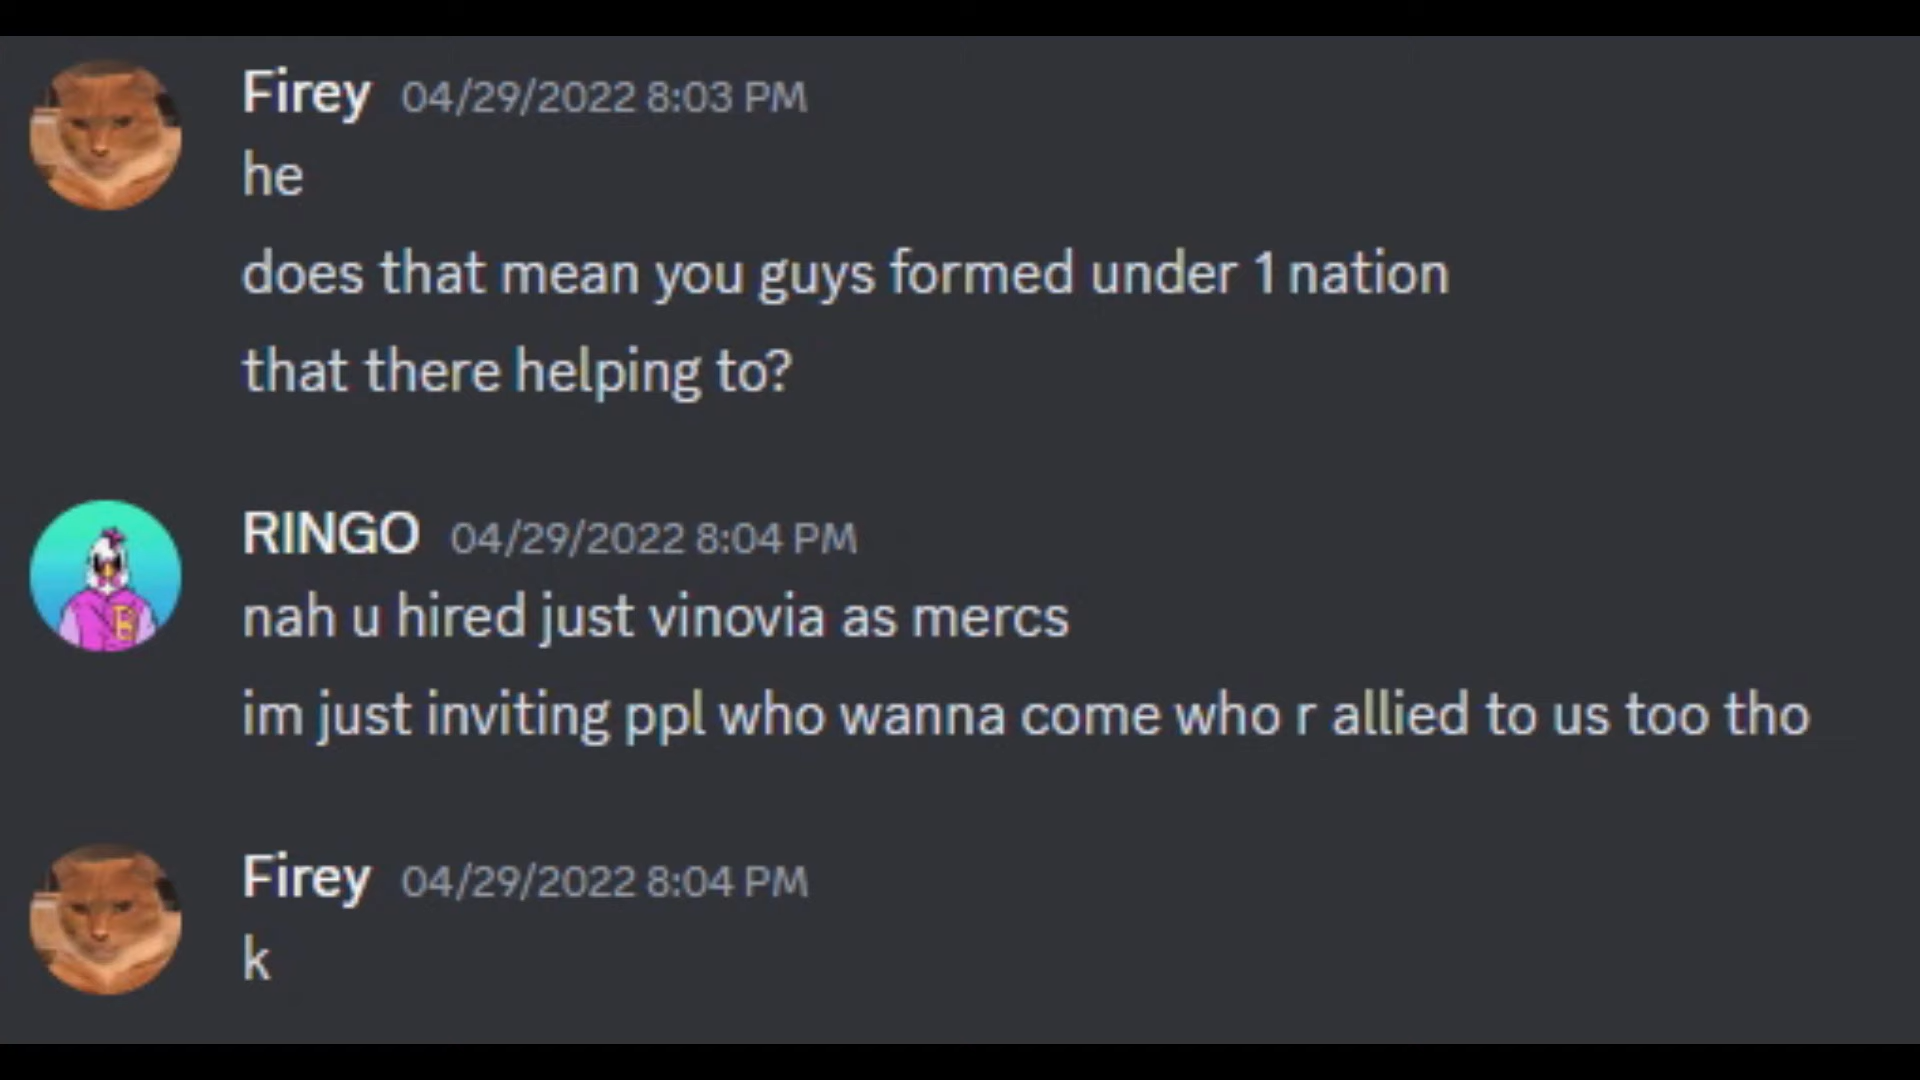 Firey 04/29/2022 8:03 PM
he
does that mean you guys formed under 1 nation
that there helping to?
RINGO 04/29/2022 8:04 PM
nah u hired just vinovia as mercs
im just inviting ppl who wanna come who r allied to us too tho
Firey 04/29/2022 8:04 PM
k